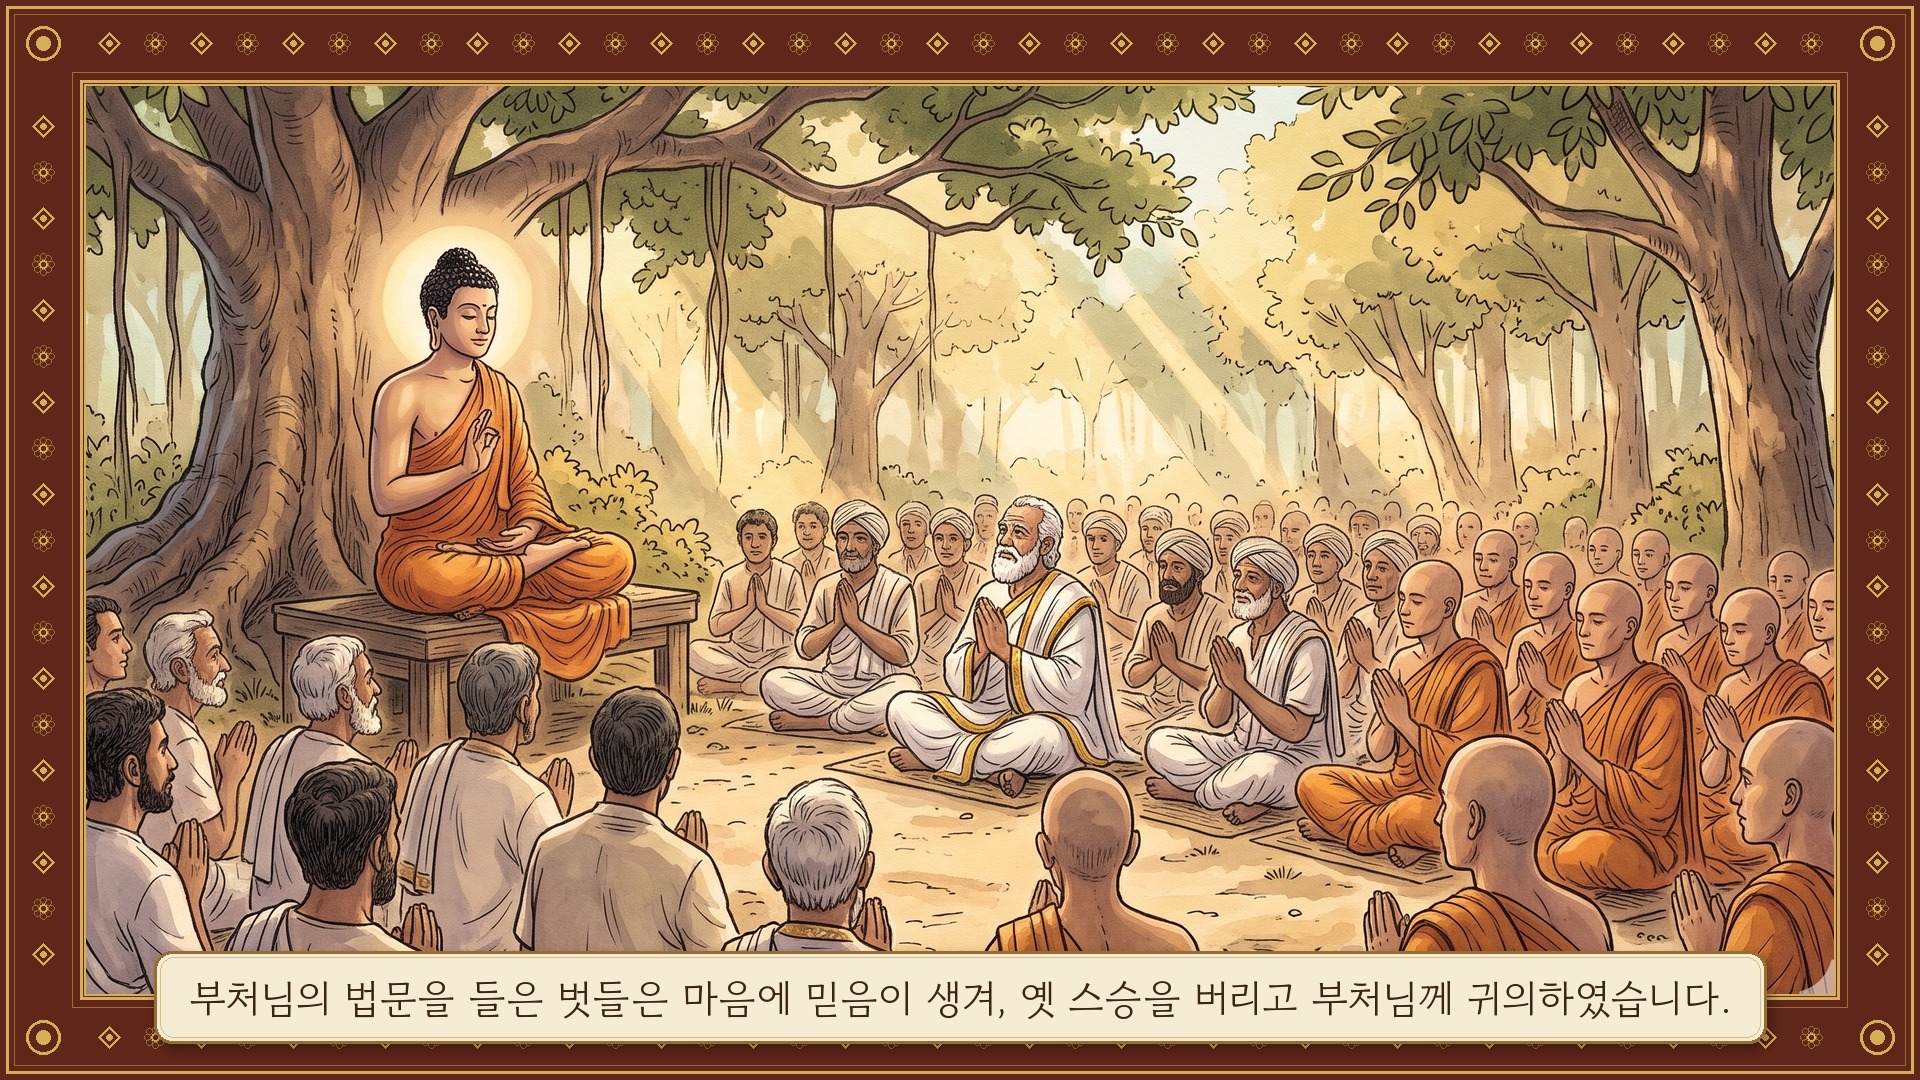 부처님의 법문을 들은 벗들은 마음에 믿음이 생겨, 옛 스승을 버리고 부처님께 귀의하였습니다.